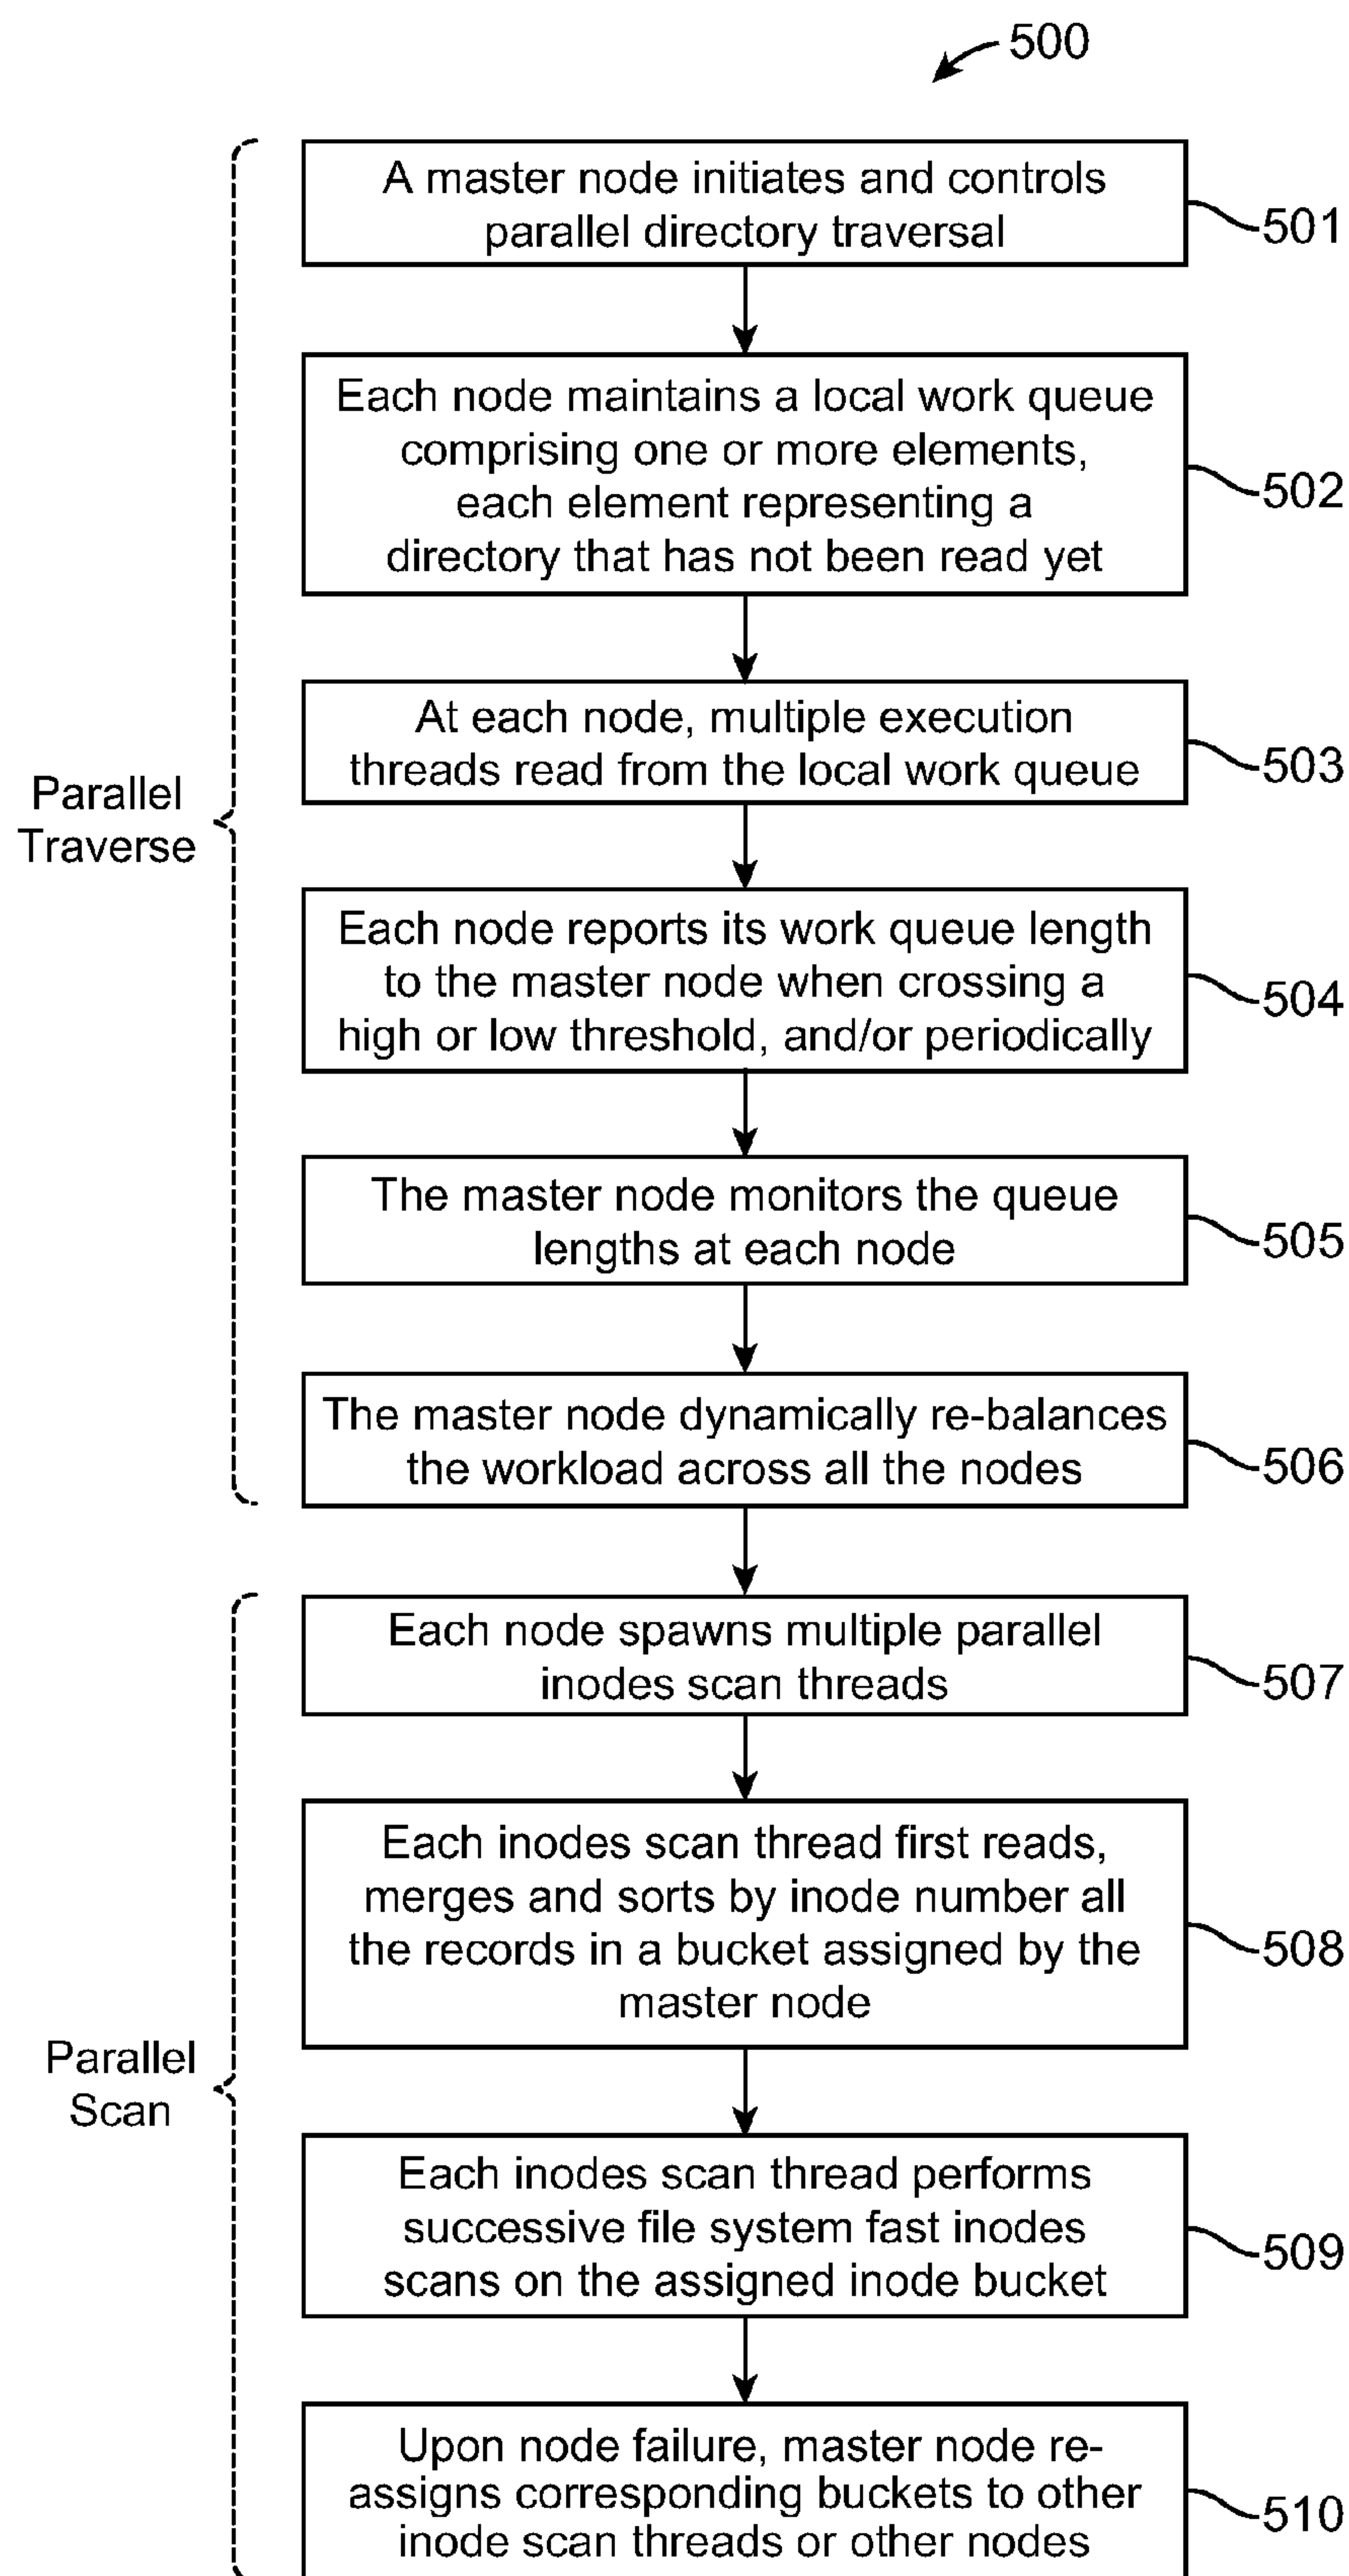 500
A master node initiates and controls
parallel directory traversal
501
Each node maintains a local work queue
comprising one or more elements,
each element representing a
directory that has not been read yet
502
At each node, multiple execution
threads read from the local work queue
503
Parallel
Traverse
Each node reports its work queue length
to the master node when crossing a
high or low threshold, and/or periodically
504
The master node monitors the queue
lengths at each node
505
The master node dynamically re-balances
the workload across all the nodes
506
Each node spawns multiple parallel
inodes scan threads
507
Each inodes scan thread first reads,
merges and sorts by inode number all
the records in a bucket assigned by the
master node
508
Parallel
Scan
Each inodes scan thread performs
successive file system fast inodes
scans on the assigned inode bucket
509
Upon node failure, master node re-
assigns corresponding buckets to other
inode scan threads or other nodes
510